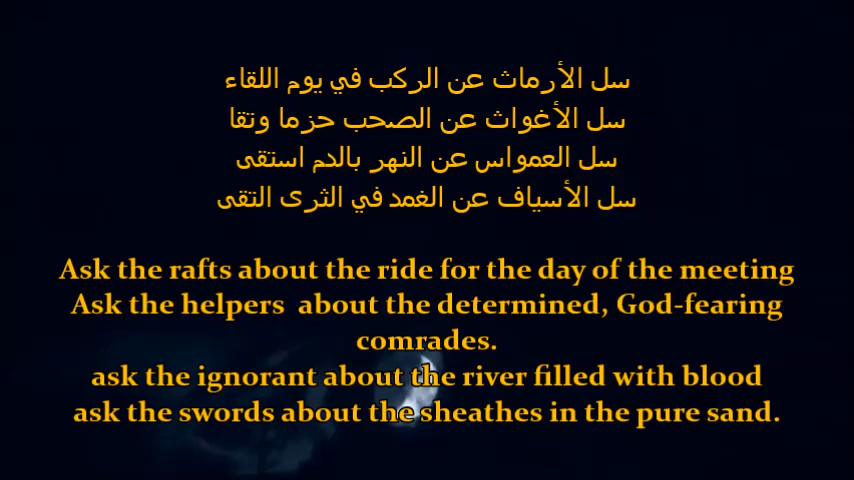 سل الأرماث عن الركب في يوم اللقاء
سل الأغواث عن الصحب حزما وتقا
سل العمواس عن النهر بالدم استقى
سل الأسياف عن الغمد في الثرى التقى
Ask the rafts about the ride for the day of the meeting
Ask the helpers about the determined, God-fearing
comrades.
ask the ignorant about the river filled with blood
ask the swords about the sheathes in the pure sand.